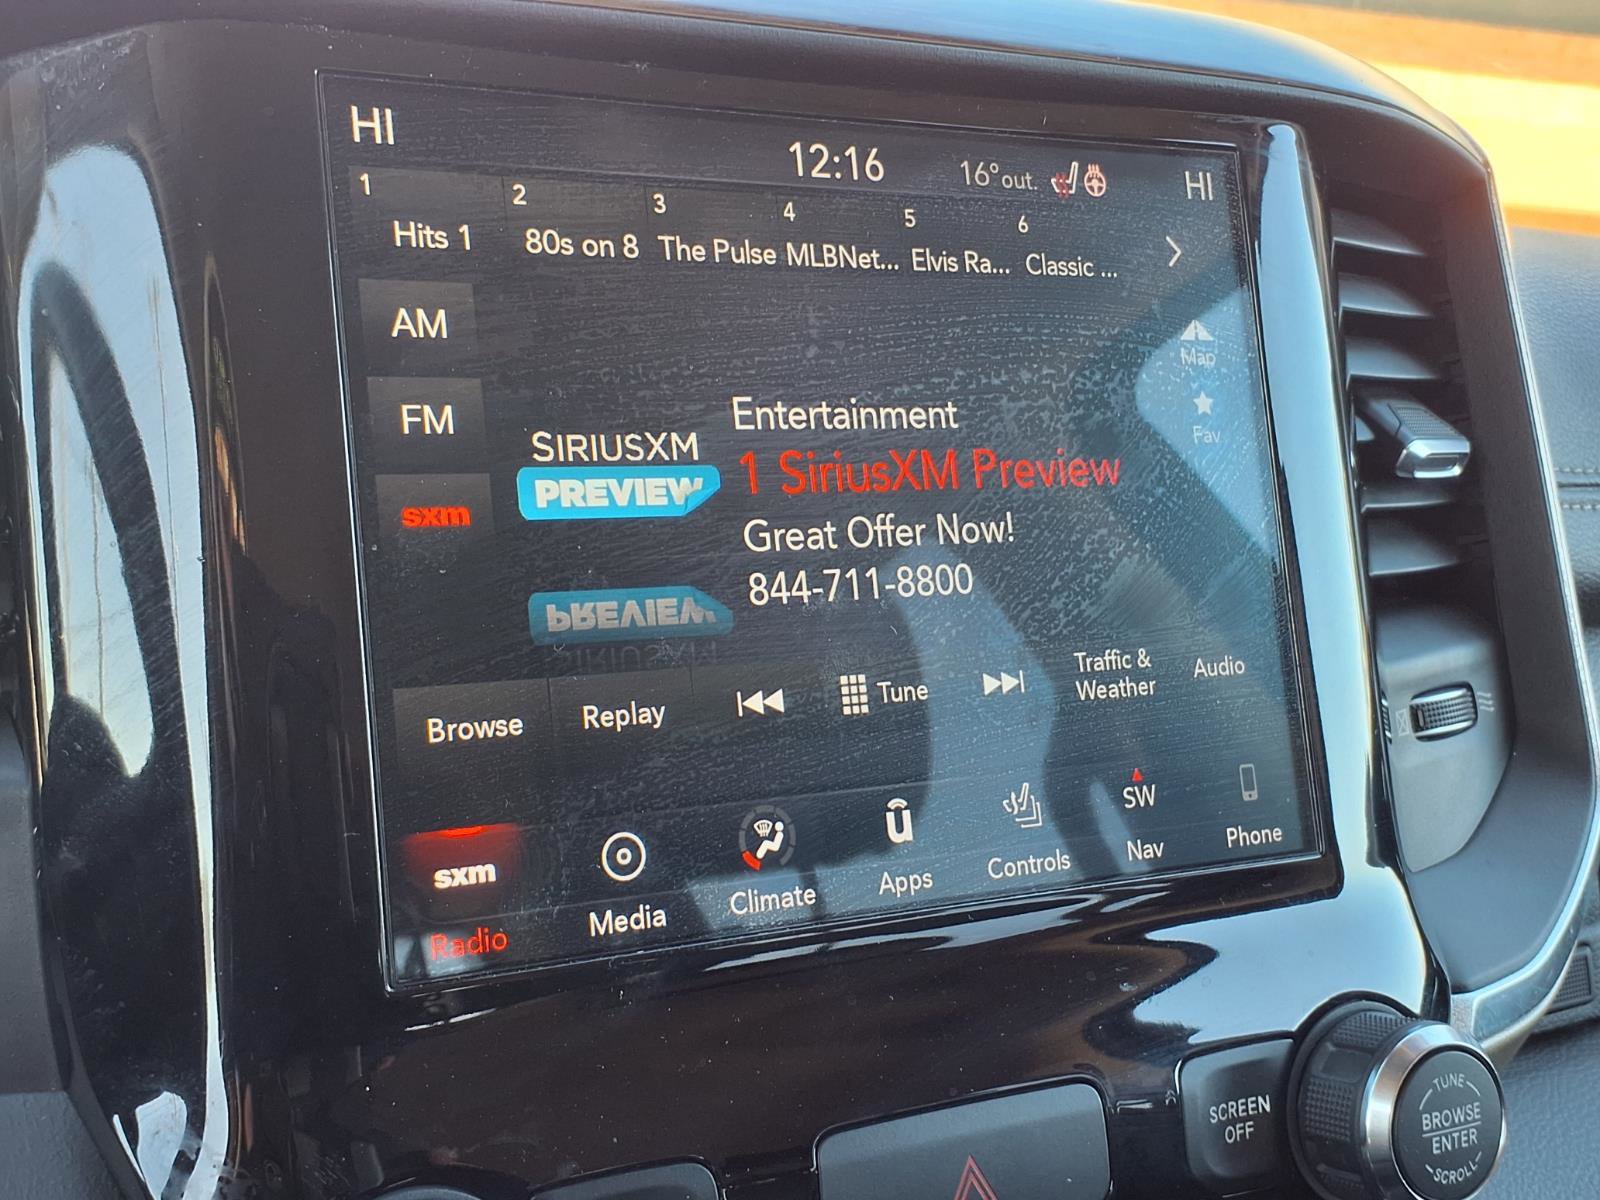 HI
12:16
16° out.
HI
1
2
3
4
5
6
Hits 1
80s on 8
The Pulse
MLBNet...
Elvis Ra...
Classic ...
AM
FM
sxm
Map
Fav
SIRIUSXM
PREVIEW
Entertainment
1 SiriusXM Preview
Great Offer Now!
844-711-8800
PREVIEW
SIRIUSXM
Browse
Replay
Tune
Traffic &
Weather
Audio
sxm
Radio
Media
Climate
Apps
Controls
SW
Nav
Phone
SCREEN
OFF
TUNE
BROWSE
ENTER
SCROLL